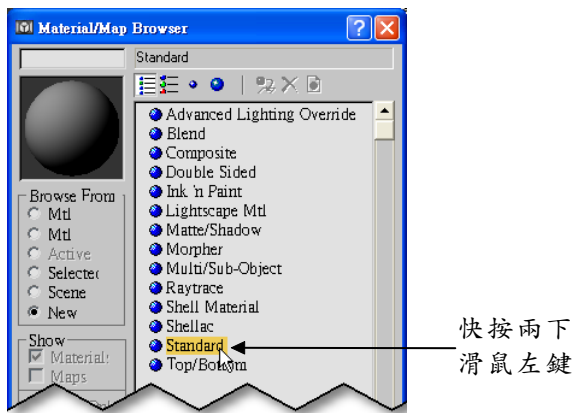 Material/Map Browser
Standard
Advanced Lighting Override
Blend
Composite
Double Sided
Ink 'n Paint
Lightscape Mtl
Matte/Shadow
Morpher
Multi/Sub-Object
Raytrace
Shell Material
Shellac
Standard
Top/Bottom
Browse From
Mtl
Mtl
Active
Selected
Scene
New
Show
Materials
Maps
快按兩下
滑鼠左鍵